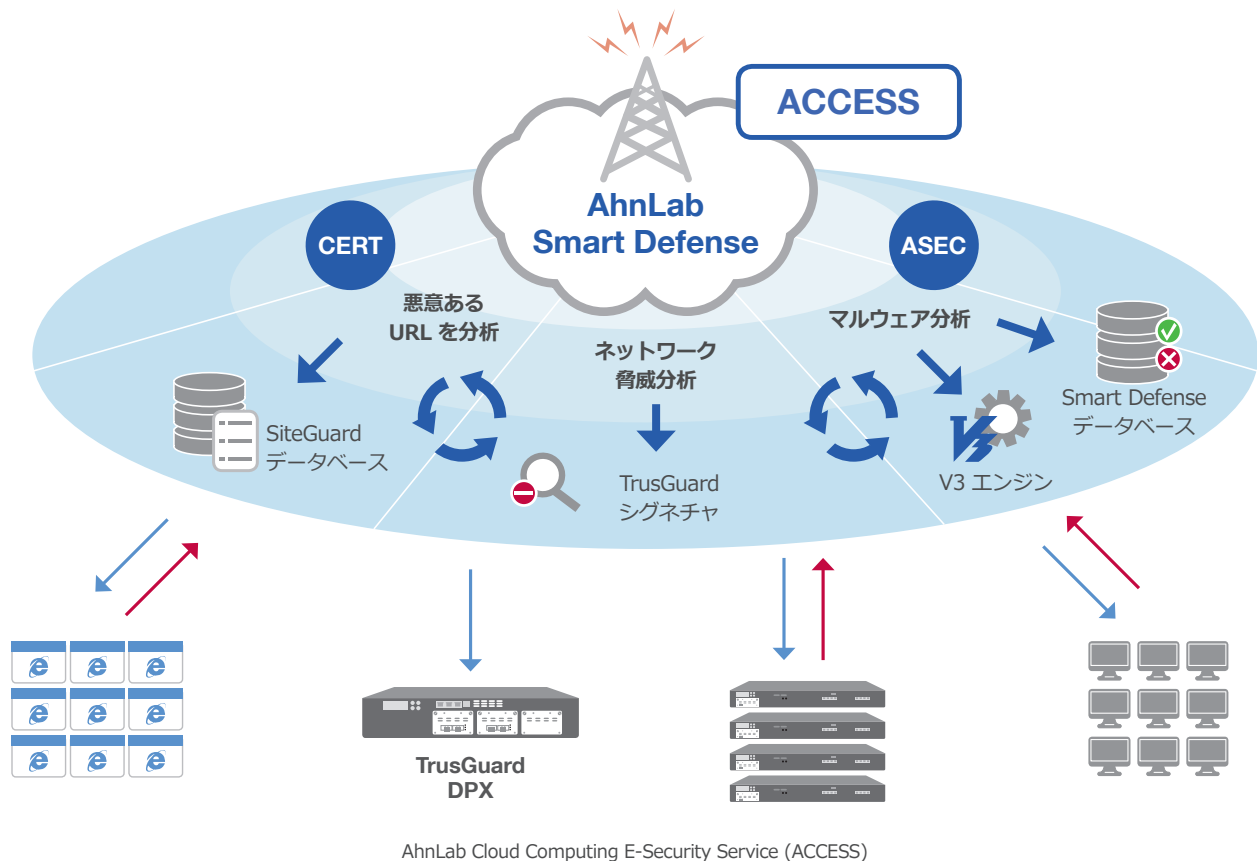 ACCESS
AhnLab
Smart Defense
CERT
ASEC
悪意ある
URL を分析
ネットワーク
脅威分析
マルウェア分析
SiteGuard
データベース
TrusGuard
シグネチャ
V3 エンジン
Smart Defense
データベース
TrusGuard
DPX
AhnLab Cloud Computing E-Security Service (ACCESS)